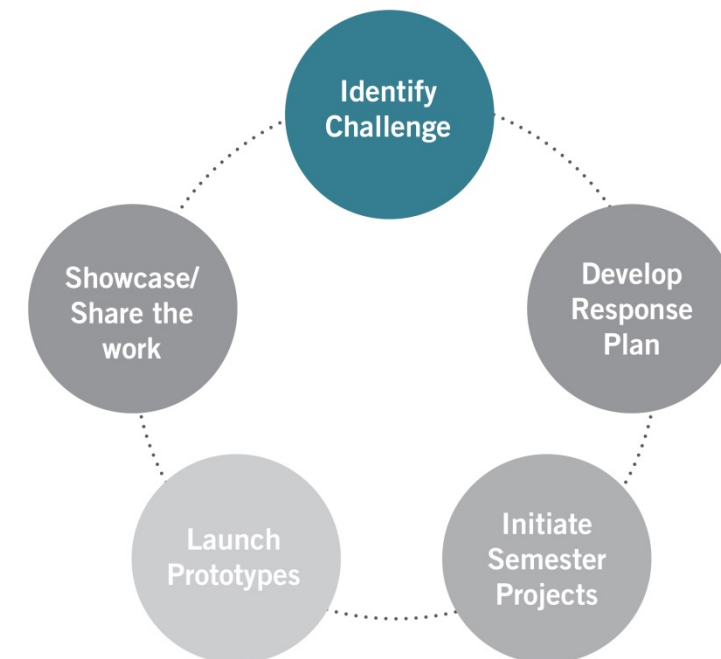 Identify
Challenge
Develop
Response
Plan
Initiate
Semester
Projects
Launch
Prototypes
Showcase/
Share the
work